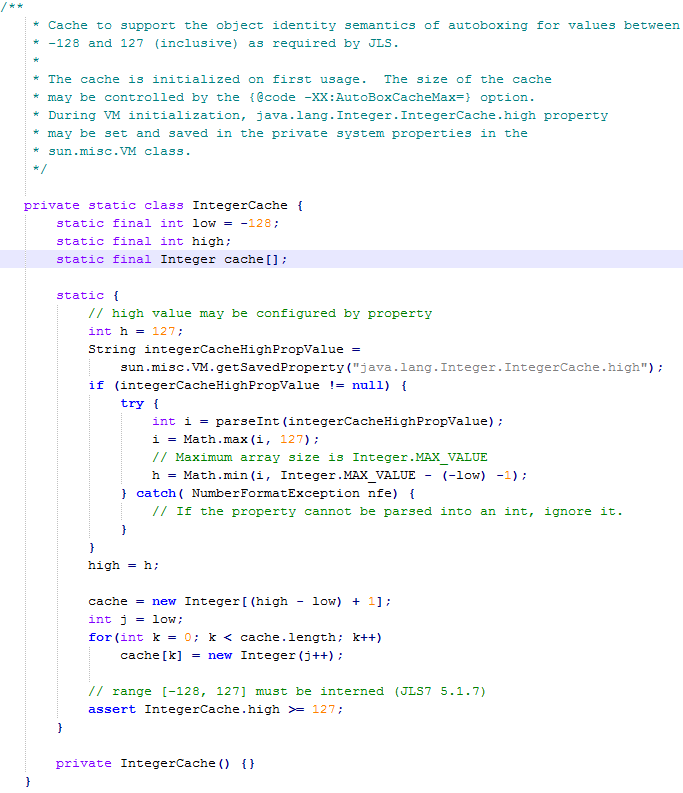 /**
 * Cache to support the object identity semantics of autoboxing for values between
 * -128 and 127 (inclusive) as required by JLS.
 *
 * The cache is initialized on first usage.  The size of the cache
 * may be controlled by the {@code -XX:AutoBoxCacheMax=} option.
 * During VM initialization, java.lang.Integer.IntegerCache.high property
 * may be set and saved in the private system properties in the
 * sun.misc.VM class.
 */

private static class IntegerCache {
    static final int low = -128;
    static final int high;
    static final Integer cache[];

    static {
        // high value may be configured by property
        int h = 127;
        String integerCacheHighPropValue =
            sun.misc.VM.getSavedProperty("java.lang.Integer.IntegerCache.high");
        if (integerCacheHighPropValue != null) {
            try {
                int i = parseInt(integerCacheHighPropValue);
                i = Math.max(i, 127);
                // Maximum array size is Integer.MAX_VALUE
                h = Math.min(i, Integer.MAX_VALUE - (-low) -1);
            } catch( NumberFormatException nfe) {
                // If the property cannot be parsed into an int, ignore it.
            }
        }
        high = h;

        cache = new Integer[(high - low) + 1];
        int j = low;
        for(int k = 0; k < cache.length; k++)
            cache[k] = new Integer(j++);

        // range [-128, 127] must be interned (JLS7 5.1.7)
        assert IntegerCache.high >= 127;
    }

    private IntegerCache() {}
}